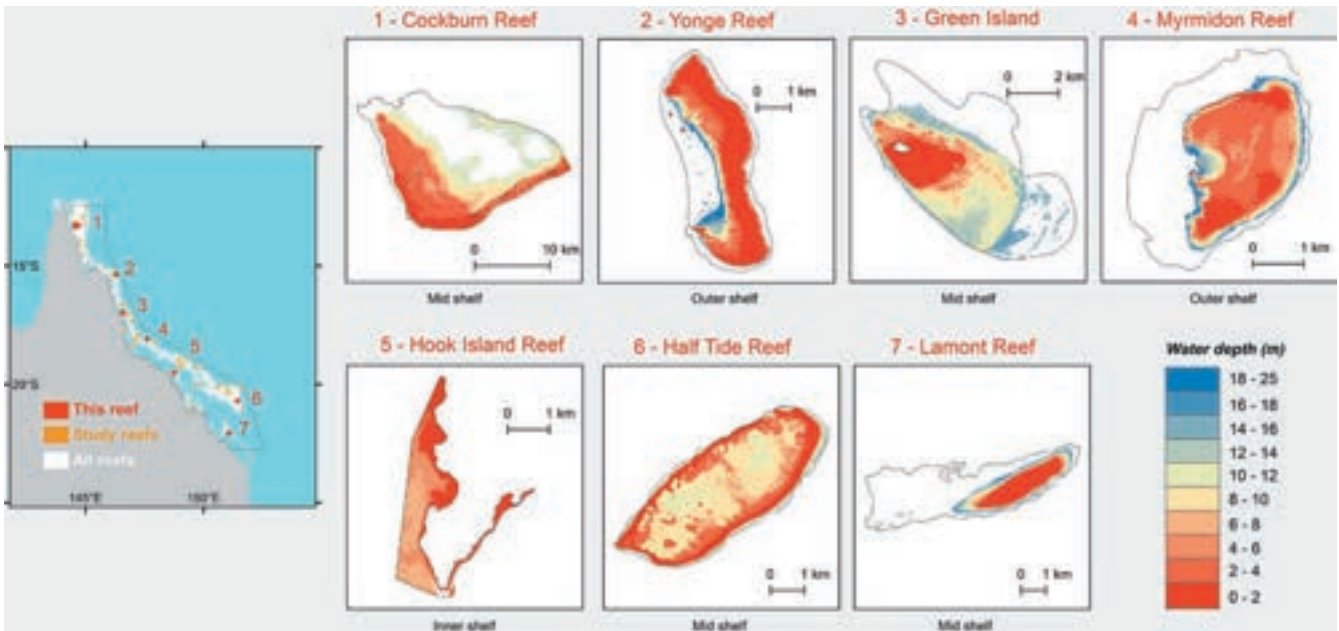 1 - Cockburn Reef
2 - Yonge Reef
3 - Green Island
4 - Myrmidon Reef
0 10 km
0 1 km
0 2 km
0 1 km
Mid shelf
Outer shelf
Mid shelf
Outer shelf
1
2
3
4
5
6
7
15°S
20°S
145°E
150°E
This reef
Study reefs
All reefs
5 - Hook Island Reef
6 - Half Tide Reef
7 - Lamont Reef
0 1 km
0 1 km
0 1 km
Inner shelf
Mid shelf
Mid shelf
Water depth (m)
18 - 25
16 - 18
14 - 16
12 - 14
10 - 12
8 - 10
6 - 8
4 - 6
2 - 4
0 - 2